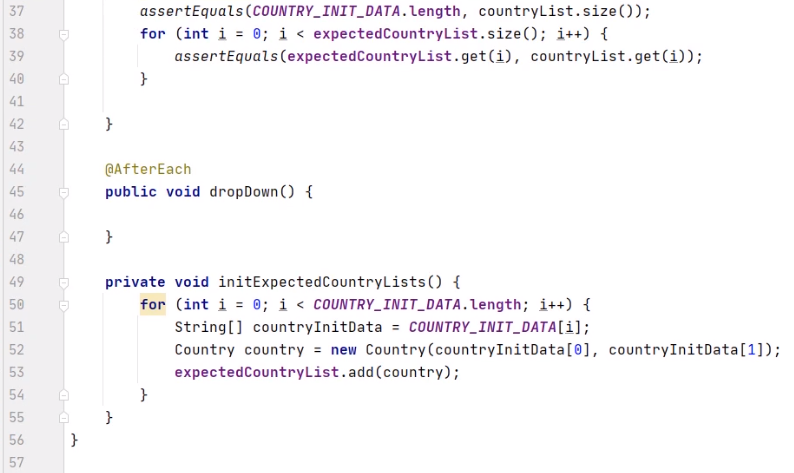 37 assertEquals(COUNTRY_INIT_DATA.length, countryList.size());
38 for (int i = 0; i < expectedCountryList.size(); i++) {
39 assertEquals(expectedCountryList.get(i), countryList.get(i));
40 }
41
42 }
43
44 @AfterEach
45 public void dropDown() {
46
47 }
48
49 private void initExpectedCountryLists() {
50 for (int i = 0; i < COUNTRY_INIT_DATA.length; i++) {
51 String[] countryInitData = COUNTRY_INIT_DATA[i];
52 Country country = new Country(countryInitData[0], countryInitData[1]);
53 expectedCountryList.add(country);
54 }
55 }
56 }
57